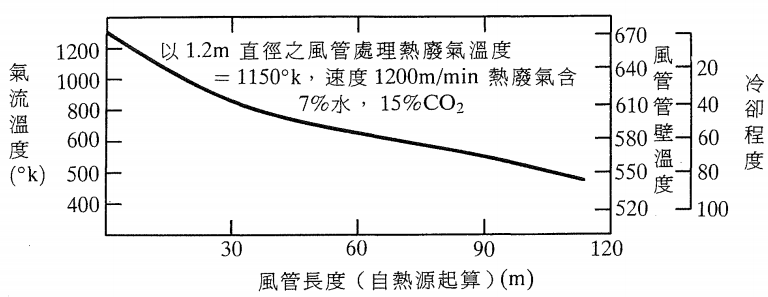 以 1.2m 直徑之風管處理熱廢氣溫度
= 1150°k，速度 1200m/min 熱廢氣含
7%水， 15%CO₂
氣流溫度
(°k)
1200
1000
800
600
500
400
670
640
610
580
550
520
風管管壁溫度
20
40
60
80
100
冷卻程度
30
60
90
120
風管長度（自熱源起算）(m)